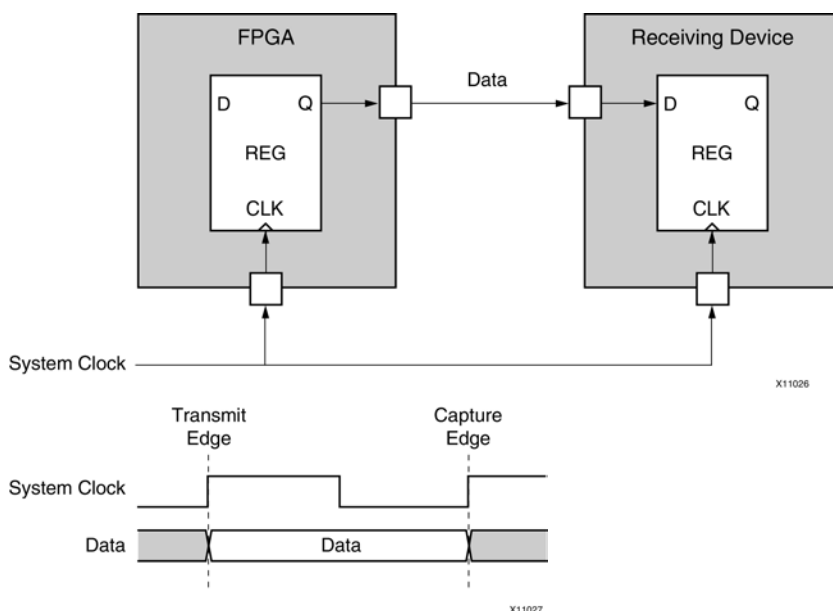 FPGA
Receiving Device
Data
D Q
D Q
REG
REG
CLK
CLK
System Clock
X11026
Transmit
Edge
Capture
Edge
System Clock
Data
Data
X11027